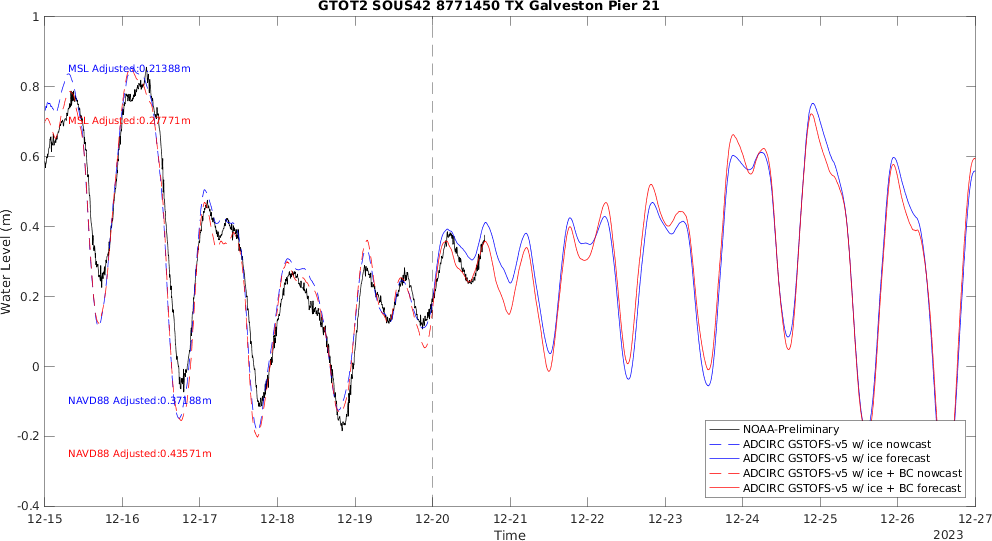 GTOT2 SOUS42 8771450 TX Galveston Pier 21
1
0.8
0.6
0.4
0.2
0
-0.2
-0.4
Water Level (m)
MSL Adjusted:0.21388m
MSL Adjusted:0.27771m
NAVD88 Adjusted:0.37188m
NAVD88 Adjusted:0.43571m
NOAA-Preliminary
ADCIRC GSTOFS-v5 w/ ice nowcast
ADCIRC GSTOFS-v5 w/ ice forecast
ADCIRC GSTOFS-v5 w/ ice + BC nowcast
ADCIRC GSTOFS-v5 w/ ice + BC forecast
12-15 12-16 12-17 12-18 12-19 12-20 12-21 12-22 12-23 12-24 12-25 12-26 12-27
Time
2023